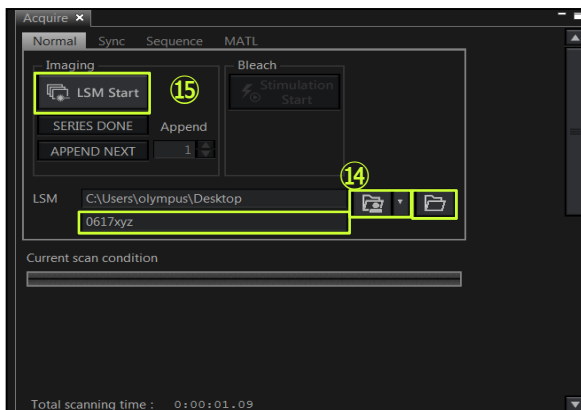 Acquire
Normal Sync Sequence MATL
Imaging
Bleach
LSM Start
⑮
Stimulation
Start
SERIES DONE
Append
APPEND NEXT
1
⑭
LSM
C:\Users\olympus\Desktop
0617xyz
Current scan condition
Total scanning time : 0:00:01.09